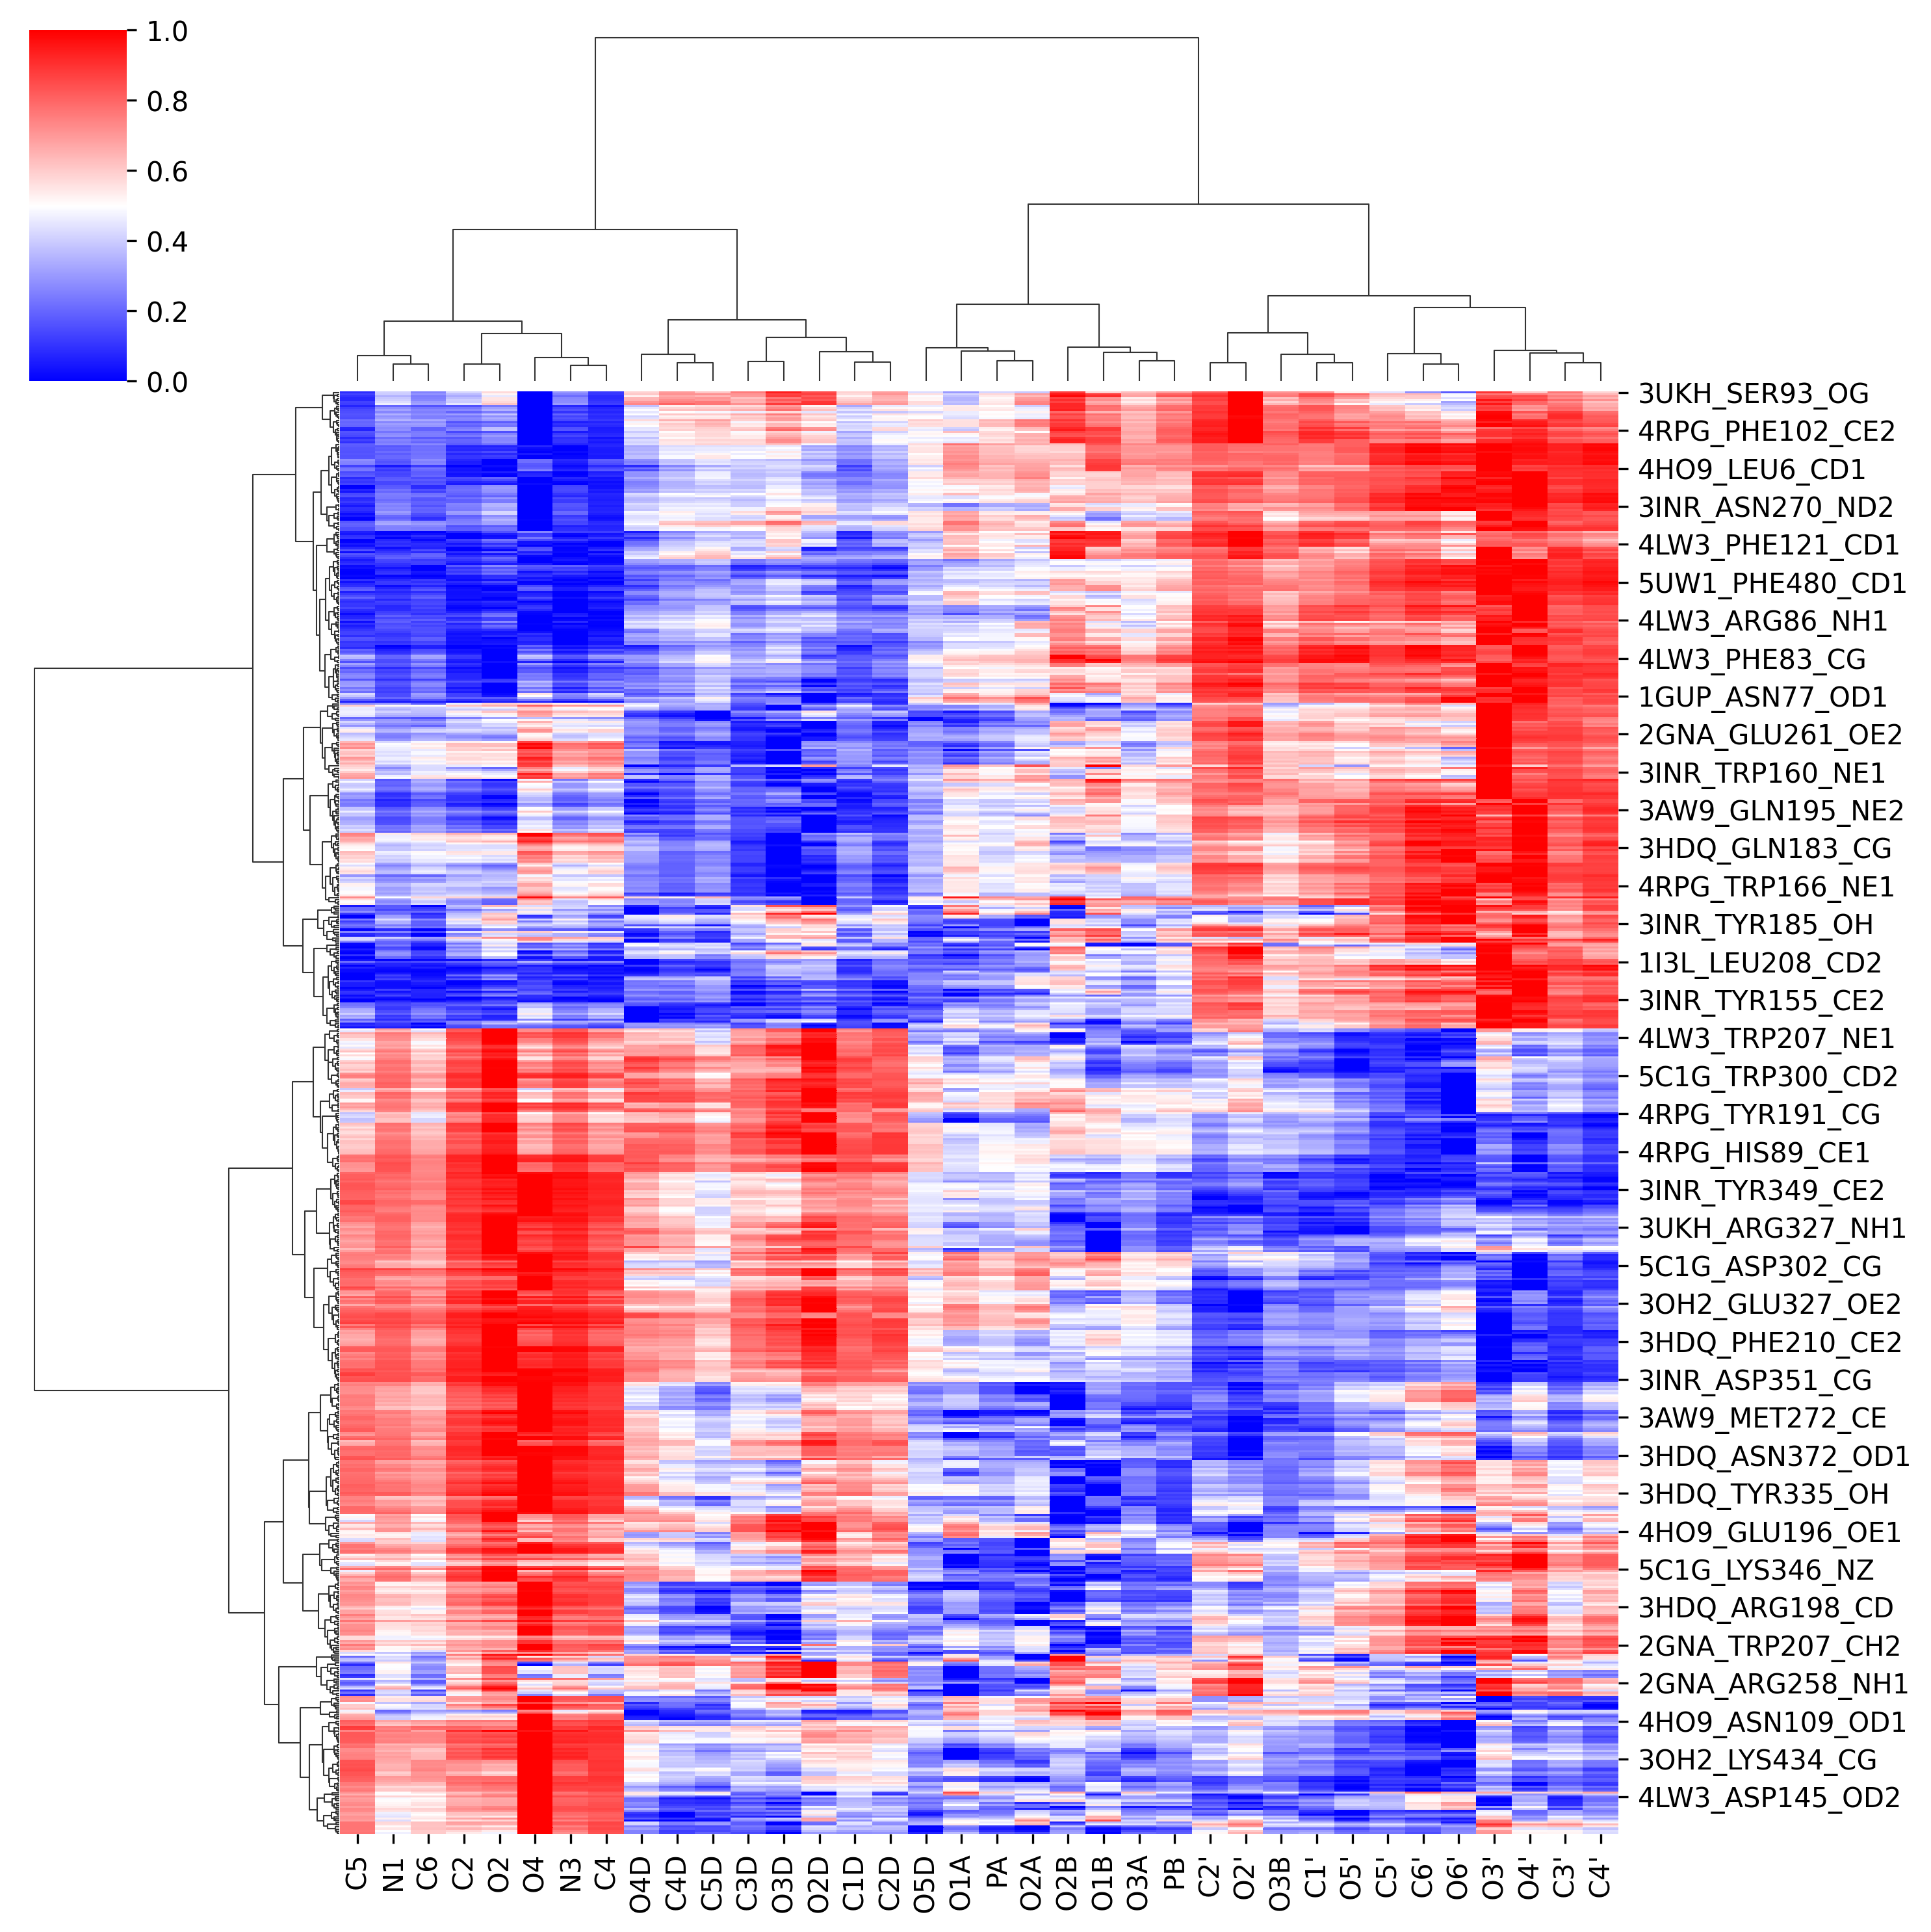 1.0
0.8
0.6
0.4
0.2
0.0
3UKH_SER93_OG
4RPG_PHE102_CE2
4HO9_LEU6_CD1
3INR_ASN270_ND2
4LW3_PHE121_CD1
5UW1_PHE480_CD1
4LW3_ARG86_NH1
4LW3_PHE83_CG
1GUP_ASN77_OD1
2GNA_GLU261_OE2
3INR_TRP160_NE1
3AW9_GLN195_NE2
3HDQ_GLN183_CG
4RPG_TRP166_NE1
3INR_TYR185_OH
1I3L_LEU208_CD2
3INR_TYR155_CE2
4LW3_TRP207_NE1
5C1G_TRP300_CD2
4RPG_TYR191_CG
4RPG_HIS89_CE1
3INR_TYR349_CE2
3UKH_ARG327_NH1
5C1G_ASP302_CG
3OH2_GLU327_OE2
3HDQ_PHE210_CE2
3INR_ASP351_CG
3AW9_MET272_CE
3HDQ_ASN372_OD1
3HDQ_TYR335_OH
4HO9_GLU196_OE1
5C1G_LYS346_NZ
3HDQ_ARG198_CD
2GNA_TRP207_CH2
2GNA_ARG258_NH1
4HO9_ASN109_OD1
3OH2_LYS434_CG
4LW3_ASP145_OD2
C5 N1 C6 C2 O2 O4 N3 C4 O4D C4D C5D C3D O3D O2D C1D C2D O5D O1A PA O2A O2B O1B O3A PB C2' O2' O3B C1' O5' C5' C6' O6' O3' O4' C3' C4'